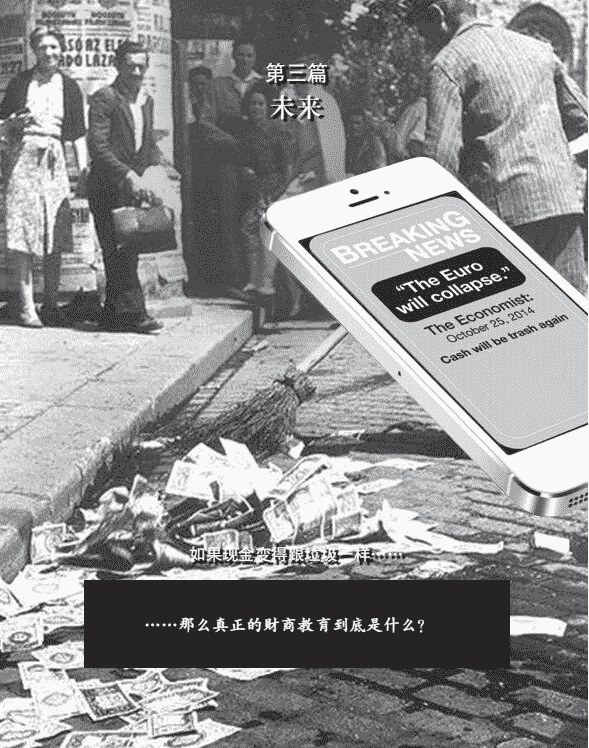 第三篇
未来
BREAKING
NEWS
“The Euro
will collapse.”
The Economist:
October 25, 2014
Cash will be trash again
如果现金变得跟垃圾一样……
……那么真正的财商教育到底是什么？